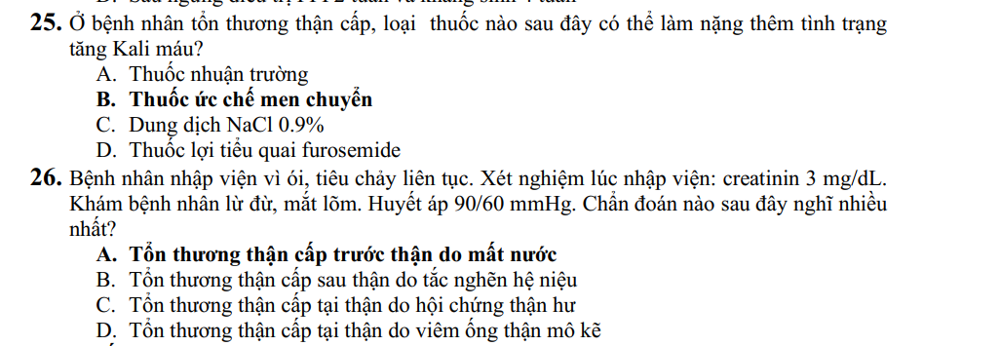 25. Ở bệnh nhân tổn thương thận cấp, loại thuốc nào sau đây có thể làm nặng thêm tình trạng
tăng Kali máu?
A. Thuốc nhuận trường
B. Thuốc ức chế men chuyển
C. Dung dịch NaCl 0.9%
D. Thuốc lợi tiểu quai furosemide
26. Bệnh nhân nhập viện vì ói, tiêu chảy liên tục. Xét nghiệm lúc nhập viện: creatinin 3 mg/dL.
Khám bệnh nhân lừ đừ, mắt lõm. Huyết áp 90/60 mmHg. Chẩn đoán nào sau đây nghĩ nhiều
nhất?
A. Tổn thương thận cấp trước thận do mất nước
B. Tổn thương thận cấp sau thận do tắc nghẽn hệ niệu
C. Tổn thương thận cấp tại thận do hội chứng thận hư
D. Tổn thương thận cấp tại thận do viêm ống thận mô kẽ